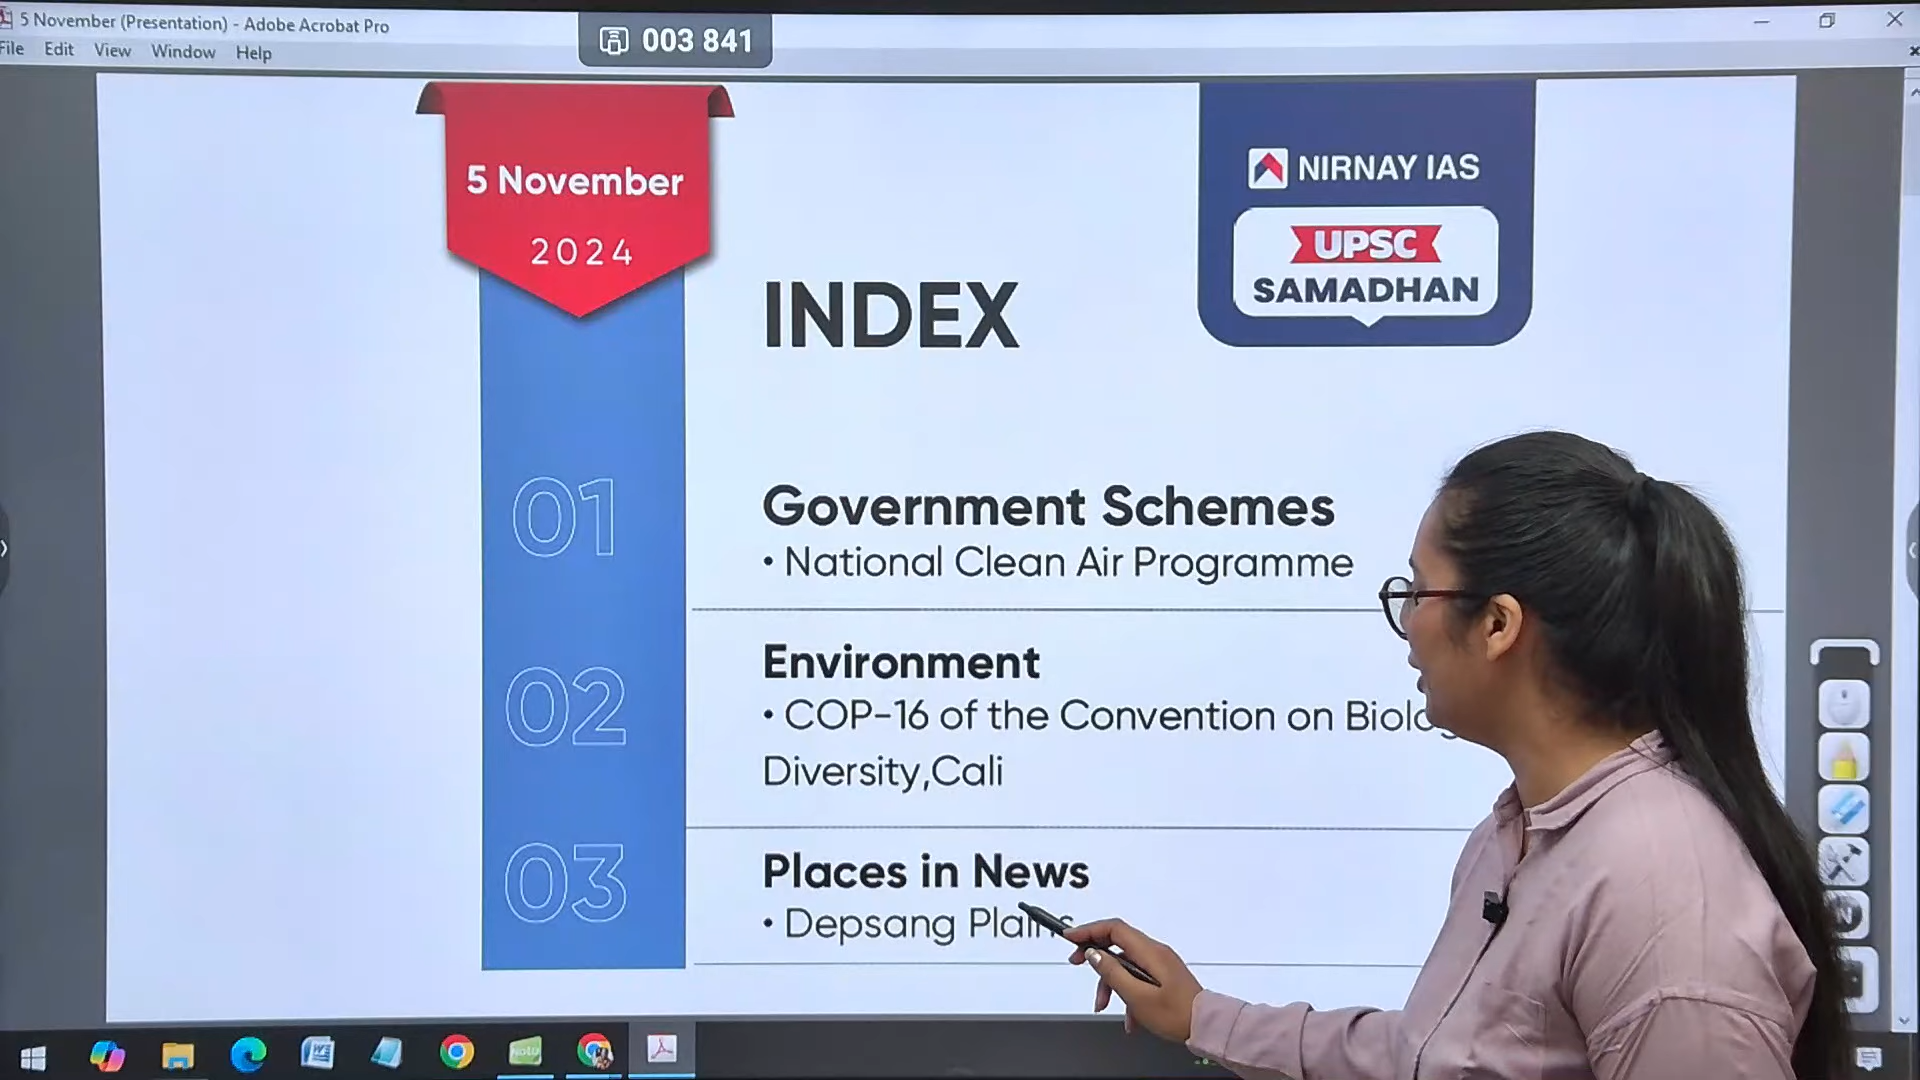 5 November (Presentation) - Adobe Acrobat Pro
File Edit View Window Help
003 841
5 November
2024
NIRNAY IAS
UPSC
SAMADHAN
INDEX
01
Government Schemes
• National Clean Air Programme
02
Environment
• COP-16 of the Convention on
Diversity,Cali
03
Places in News
• Depsang Plains